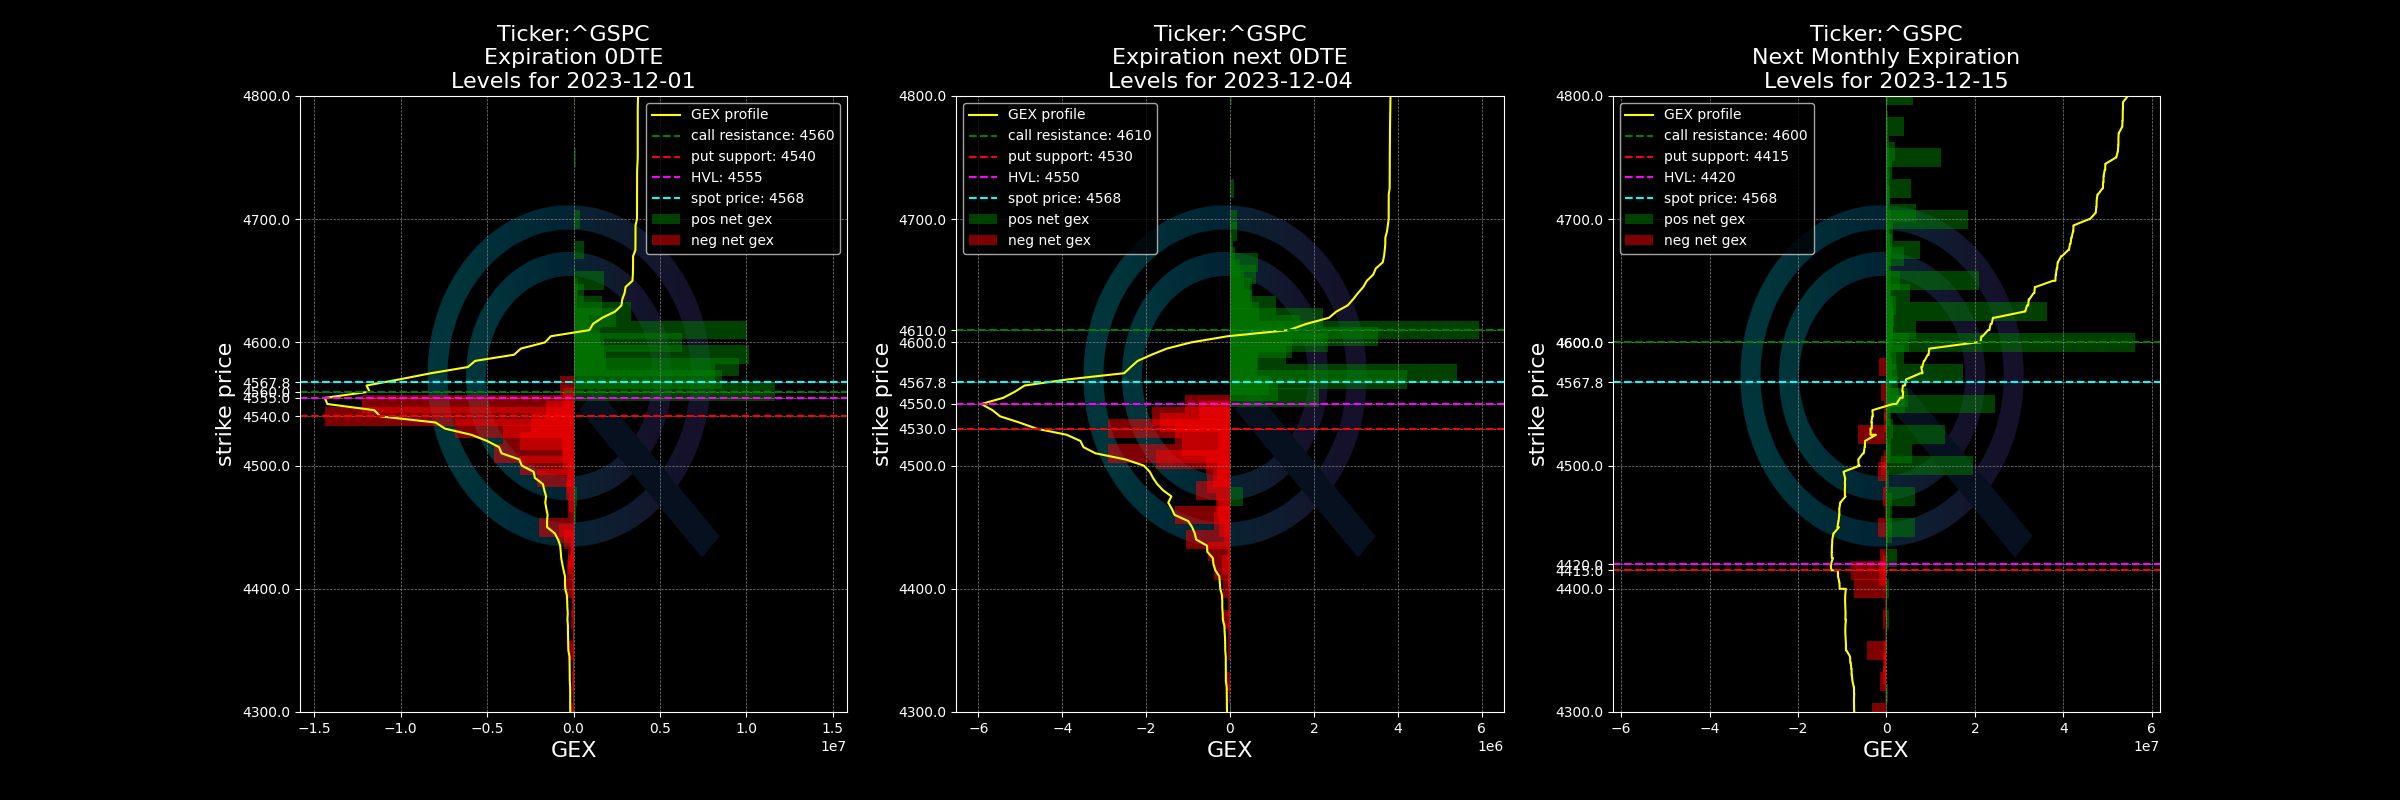 Ticker:^GSPC
Expiration 0DTE
Levels for 2023-12-01
GEX profile
call resistance: 4560
put support: 4540
HVL: 4555
spot price: 4568
pos net gex
neg net gex
4800.0
4700.0
4600.0
4567.8
4555.0
4540.0
4500.0
4400.0
4300.0
strike price
−1.5
−1.0
−0.5
0.0
0.5
1.0
1.5
1e7
GEX
Ticker:^GSPC
Expiration next 0DTE
Levels for 2023-12-04
GEX profile
call resistance: 4610
put support: 4530
HVL: 4550
spot price: 4568
pos net gex
neg net gex
4800.0
4700.0
4610.0
4600.0
4567.8
4550.0
4530.0
4500.0
4400.0
4300.0
strike price
−6
−4
−2
0
2
4
6
1e6
GEX
Ticker:^GSPC
Next Monthly Expiration
Levels for 2023-12-15
GEX profile
call resistance: 4600
put support: 4415
HVL: 4420
spot price: 4568
pos net gex
neg net gex
4800.0
4700.0
4600.0
4567.8
4500.0
4420.0
4415.0
4400.0
4300.0
strike price
−6
−4
−2
0
2
4
6
1e7
GEX